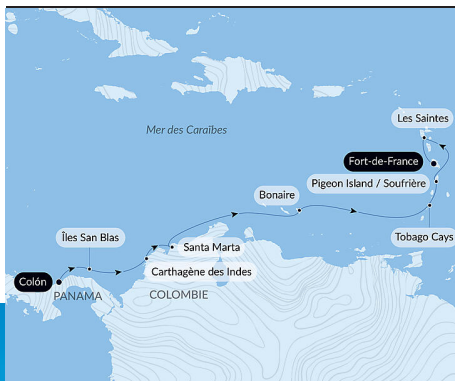 Les Saintes
Mer des Caraïbes
Fort-de-France
Pigeon Island / Soufrière
Bonaire
Tobago Cays
Îles San Blas
Santa Marta
Carthagène des Indes
Colón
PANAMA
COLOMBIE